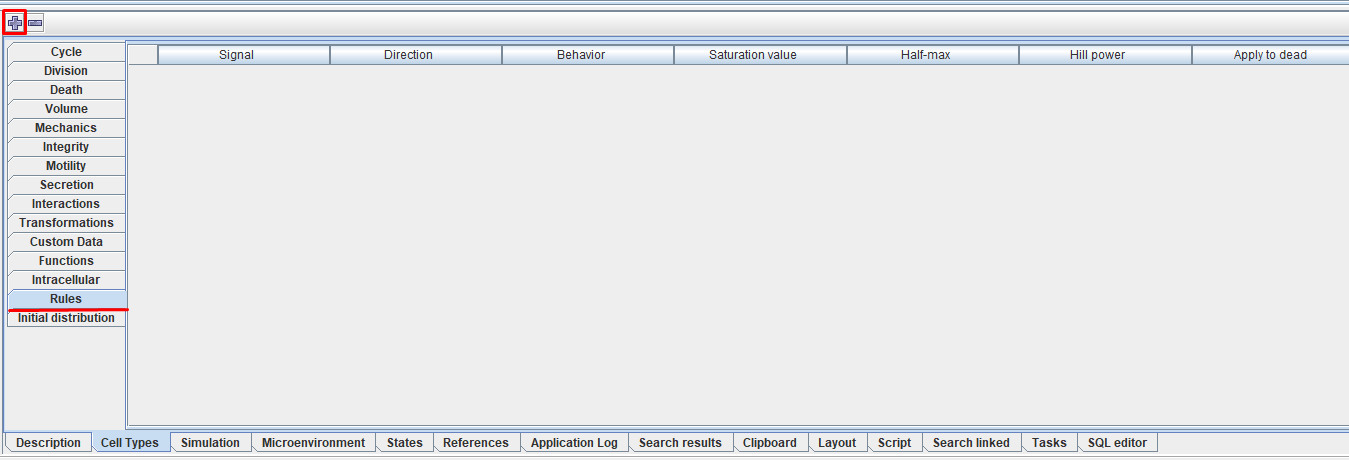 Signal Direction Behavior Saturation value Half-max Hill power Apply to dead
Cycle
Division
Death
Volume
Mechanics
Integrity
Motility
Secretion
Interactions
Transformations
Custom Data
Functions
Intracellular
Rules
Initial distribution
Description Cell Types Simulation Microenvironment States References Application Log Search results Clipboard Layout Script Search linked Tasks SQL editor